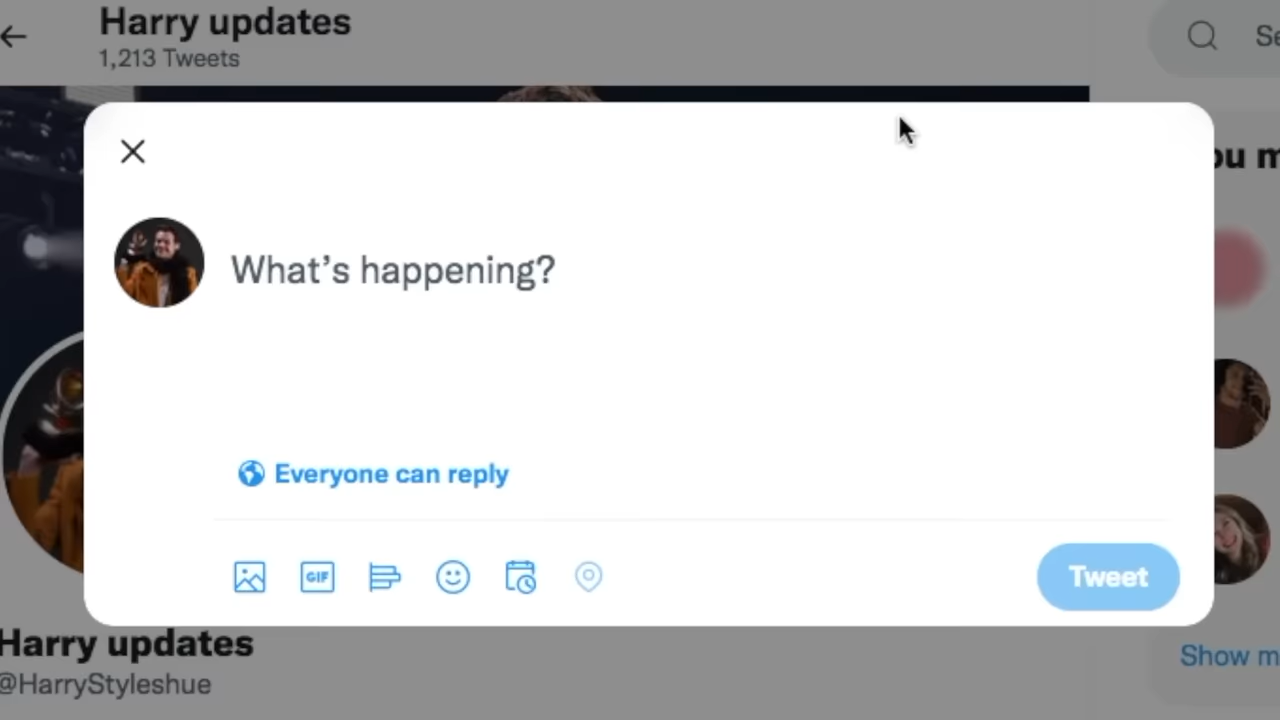 Harry updates
1,213 Tweets
What's happening?
Everyone can reply
GIF
Tweet
Harry updates
@HarryStyleshue
Show